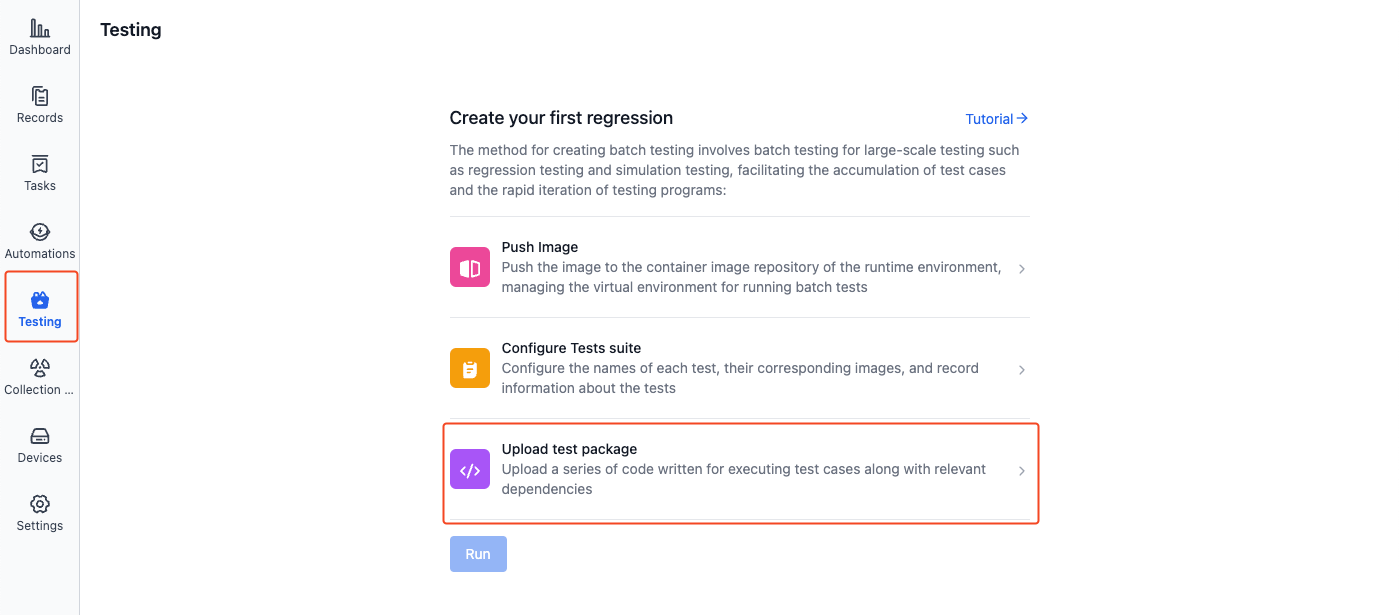 Dashboard
Records
Tasks
Automations
Testing
Collection ...
Devices
Settings
Testing
Create your first regression
Tutorial
The method for creating batch testing involves batch testing for large-scale testing such
as regression testing and simulation testing, facilitating the accumulation of test cases
and the rapid iteration of testing programs:
Push Image
Push the image to the container image repository of the runtime environment,
managing the virtual environment for running batch tests
Configure Tests suite
Configure the names of each test, their corresponding images, and record
information about the tests
Upload test package
Upload a series of code written for executing test cases along with relevant
dependencies
Run